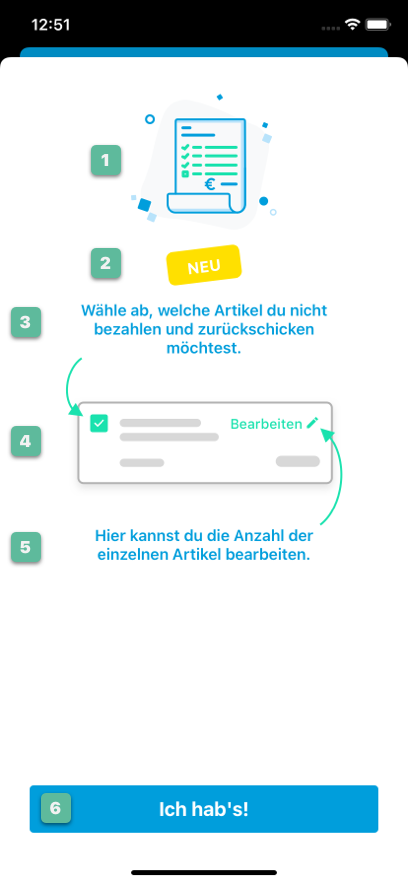 12:51
1
€
2
NEU
3
Wähle ab, welche Artikel du nicht
bezahlen und zurückschicken
möchtest.
4
Bearbeiten
5
Hier kannst du die Anzahl der
einzelnen Artikel bearbeiten.
6
Ich hab's!